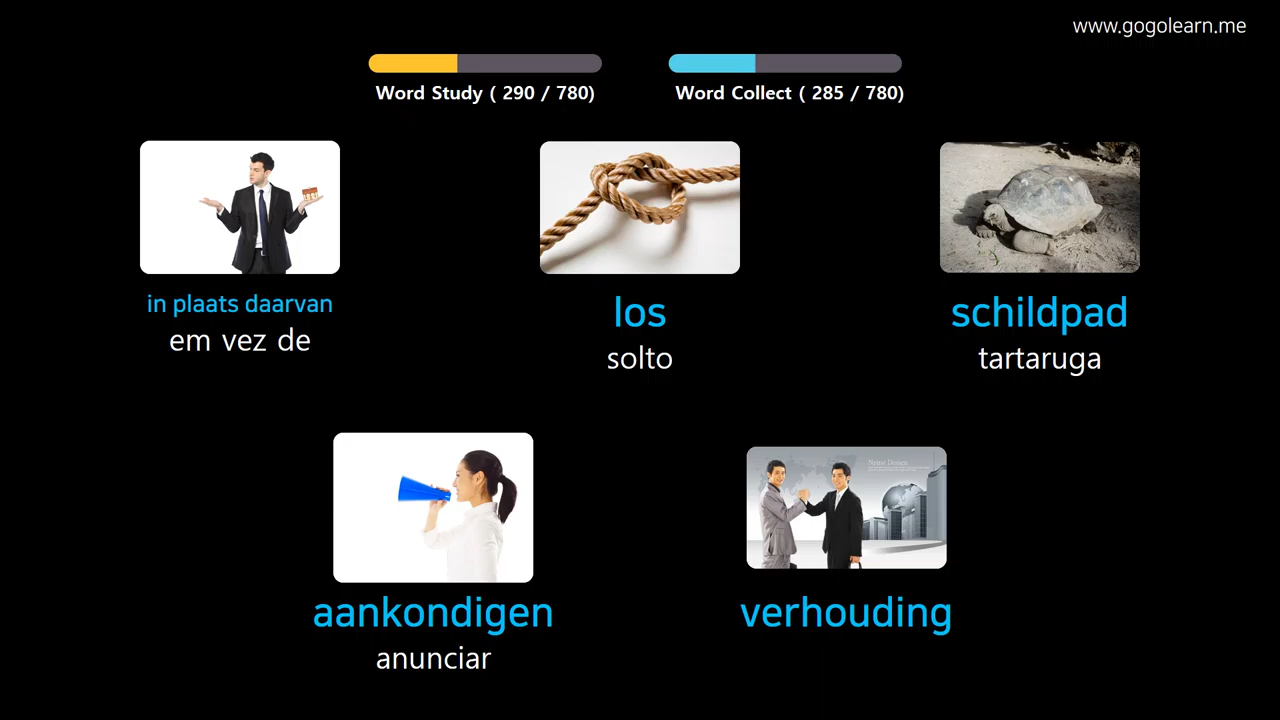 www.gogolearn.me
Word Study ( 290 / 780)
Word Collect ( 285 / 780)
in plaats daarvan
em vez de
los
solto
schildpad
tartaruga
aankondigen
anunciar
verhouding